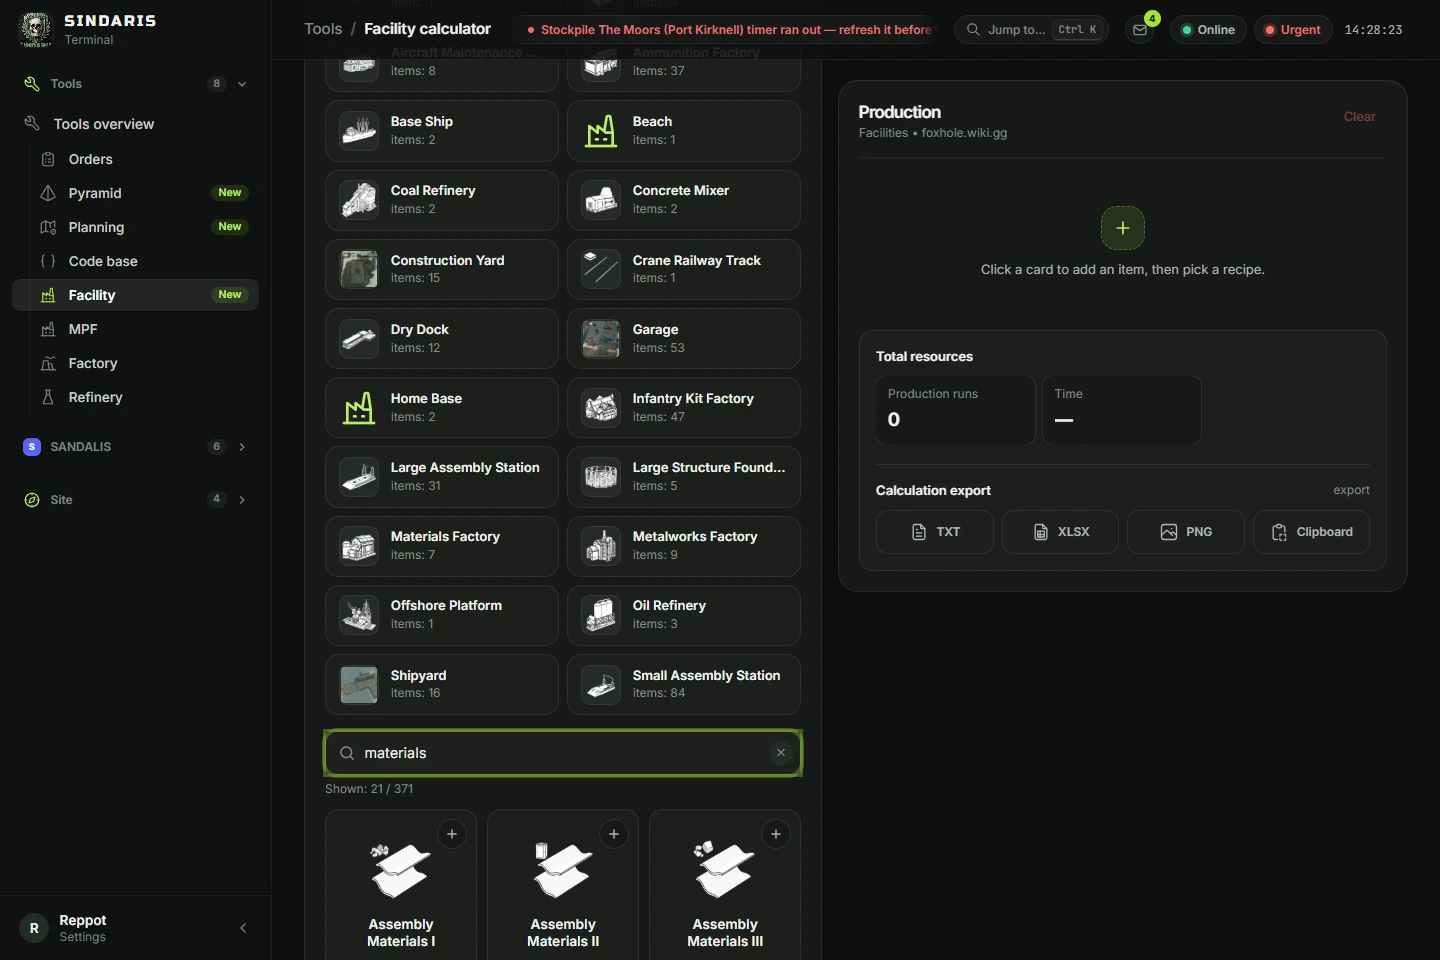 SINDARIS
Terminal
Tools
8
Tools overview
Orders
Pyramid
New
Planning
New
Code base
Facility
New
MPF
Factory
Refinery
S
SANDALIS
6
Site
4
R
Reppot
Settings
Tools / Facility calculator
Stockpile The Moors (Port Kirknell) timer ran out — refresh it before
Jump to...
Ctrl K
4
Online
Urgent
14:28:23
Aircraft Maintenance ...
items: 8
Ammunition Factory
items: 37
Base Ship
items: 2
Beach
items: 1
Coal Refinery
items: 2
Concrete Mixer
items: 2
Construction Yard
items: 15
Crane Railway Track
items: 1
Dry Dock
items: 12
Garage
items: 53
Home Base
items: 2
Infantry Kit Factory
items: 47
Large Assembly Station
items: 31
Large Structure Found...
items: 5
Materials Factory
items: 7
Metalworks Factory
items: 9
Offshore Platform
items: 1
Oil Refinery
items: 3
Shipyard
items: 16
Small Assembly Station
items: 84
materials
Shown: 21 / 371
Assembly
Materials I
Assembly
Materials II
Assembly
Materials III
Production
Facilities • foxhole.wiki.gg
Clear
Click a card to add an item, then pick a recipe.
Total resources
Production runs
0
Time
—
Calculation export
export
TXT
XLSX
PNG
Clipboard